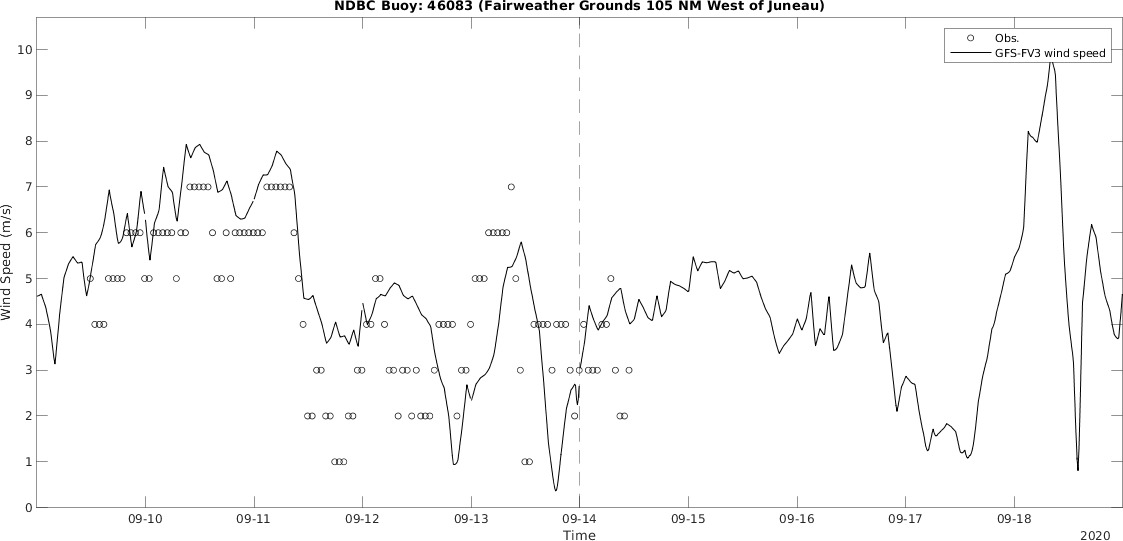 NDBC Buoy: 46083 (Fairweather Grounds 105 NM West of Juneau)
Obs.
GFS-FV3 wind speed
10
9
8
7
6
5
4
3
2
1
0
Wind Speed (m/s)
09-10 09-11 09-12 09-13 09-14 09-15 09-16 09-17 09-18
Time
2020